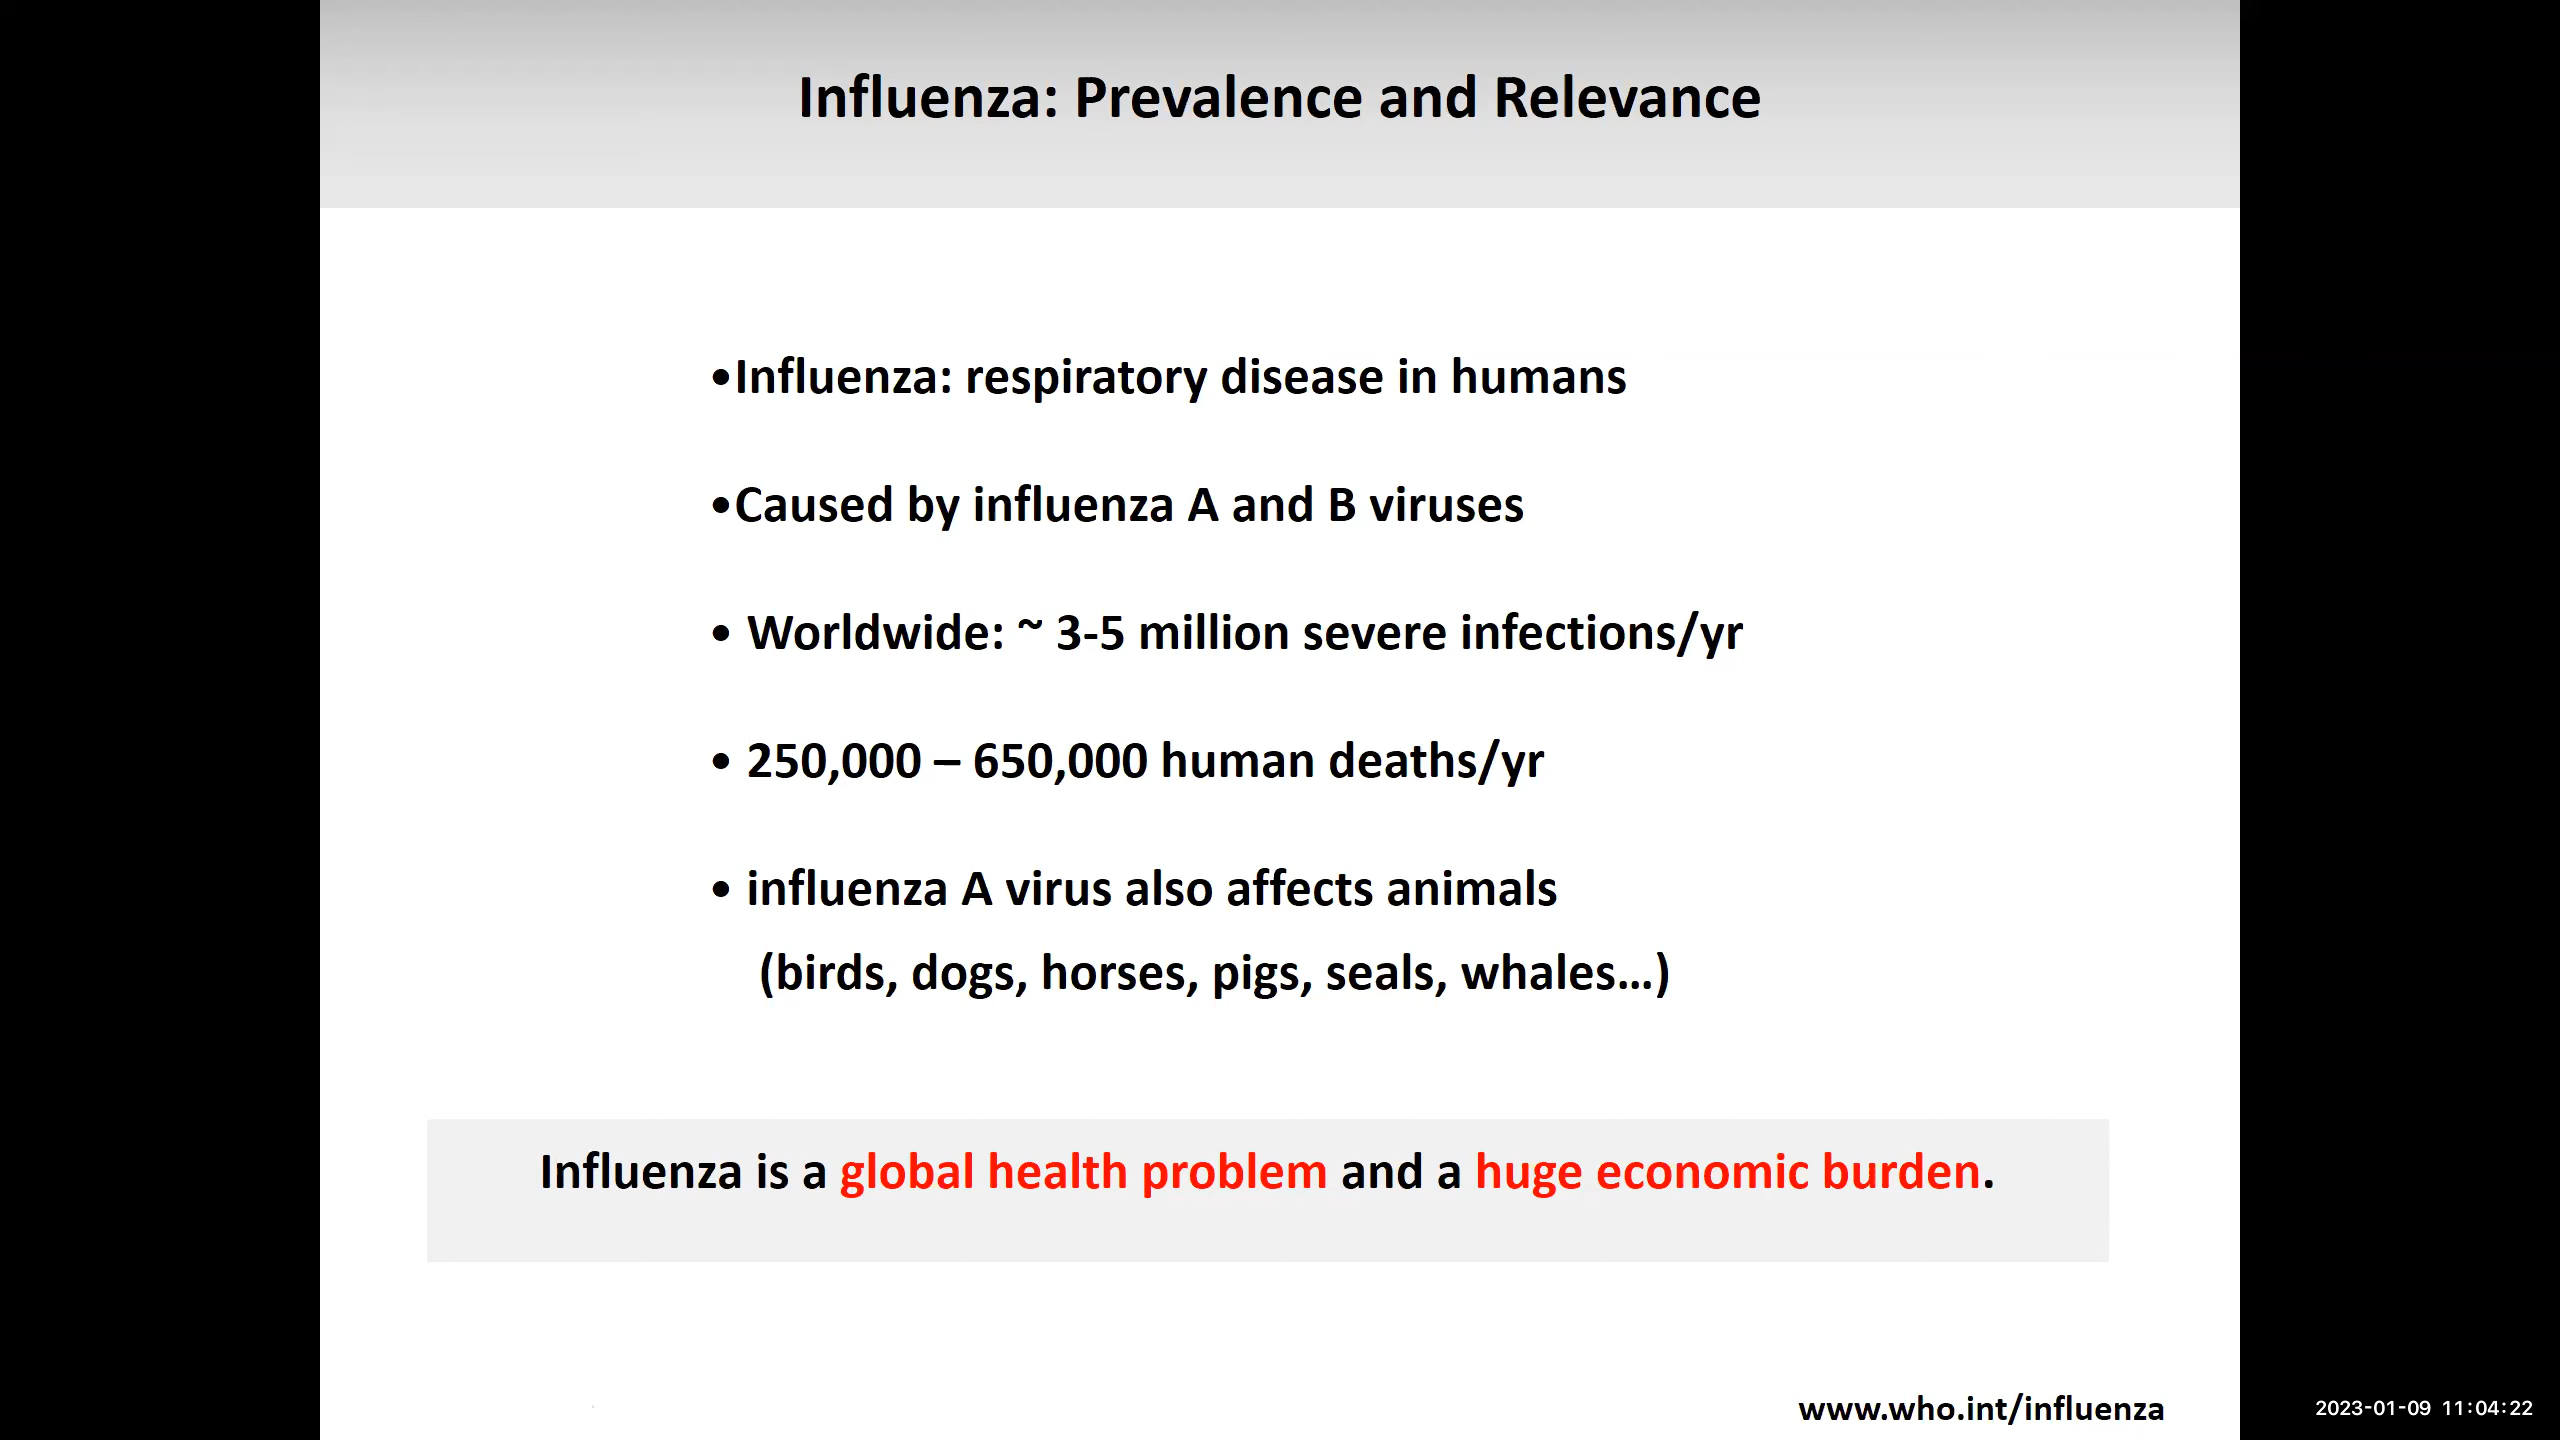 Influenza: Prevalence and Relevance
•Influenza: respiratory disease in humans
•Caused by influenza A and B viruses
• Worldwide: ~ 3-5 million severe infections/yr
• 250,000 – 650,000 human deaths/yr
• influenza A virus also affects animals
(birds, dogs, horses, pigs, seals, whales...)
Influenza is a global health problem and a huge economic burden.
www.who.int/influenza
2023-01-09 11:04:22